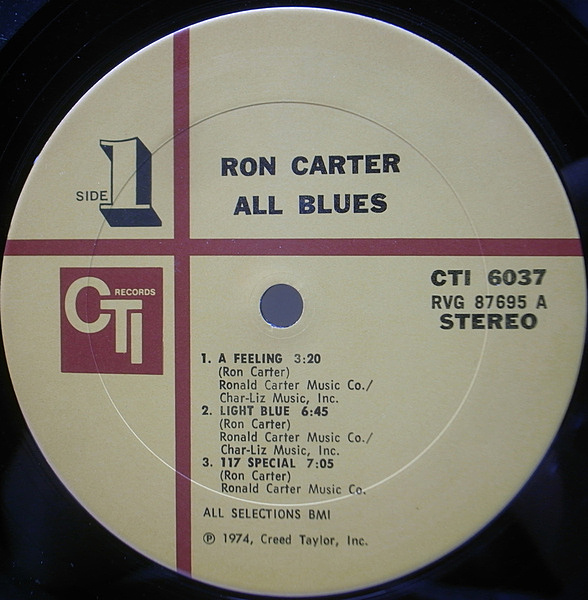 RON CARTER
SIDE 1
ALL BLUES
CTI RECORDS
CTI 6037
RVG 87695 A
STEREO
1. A FEELING 3:20
(Ron Carter)
Ronald Carter Music Co./
Char-Liz Music, Inc.
2. LIGHT BLUE 6:45
(Ron Carter)
Ronald Carter Music Co./
Char-Liz Music, Inc.
3. 117 SPECIAL 7:05
(Ron Carter)
Ronald Carter Music Co.
ALL SELECTIONS BMI
℗ 1974, Creed Taylor, Inc.